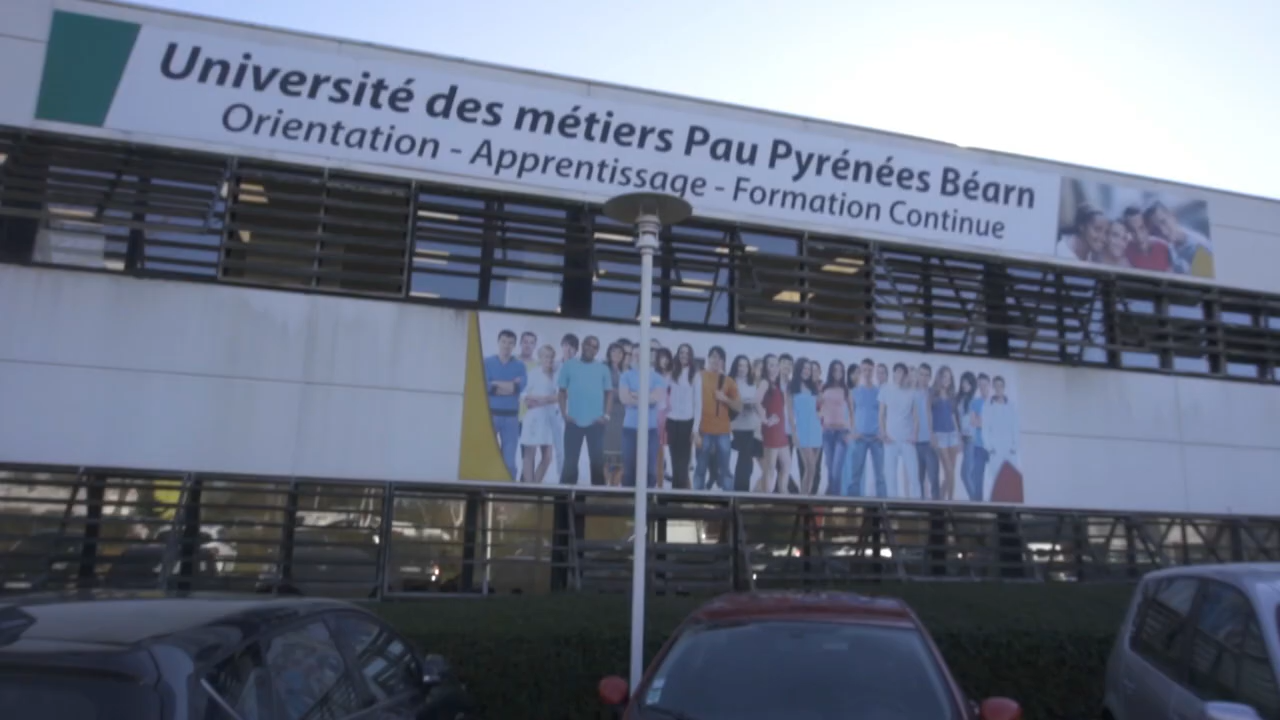 Université des métiers Pau Pyrénées Béarn
Orientation - Apprentissage - Formation Continue